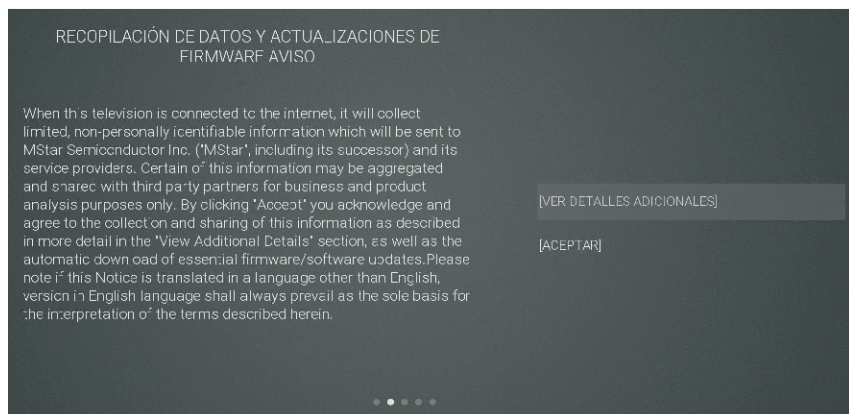 RECOPILACIÓN DE DATOS Y ACTUALIZACIONES DE
FIRMWARE AVISO
When this television is connected to the internet, it will collect
limited, non-personally identifiable information which will be sent to
MStar Semiconductor Inc. ("MStar", including its successor) and its
service providers. Certain of this information may be aggregated
and shared with third party partners for business and product
analysis purposes only. By clicking "Accept" you acknowledge and
agree to the collection and sharing of this information as described
in more detail in the "View Additional Details" section, as well as the
automatic download of essential firmware/software updates.Please
note if this Notice is translated in a language other than English,
version in English language shall always prevail as the sole basis for
the interpretation of the terms described herein.
[VER DETALLES ADICIONALES]
[ACEPTAR]